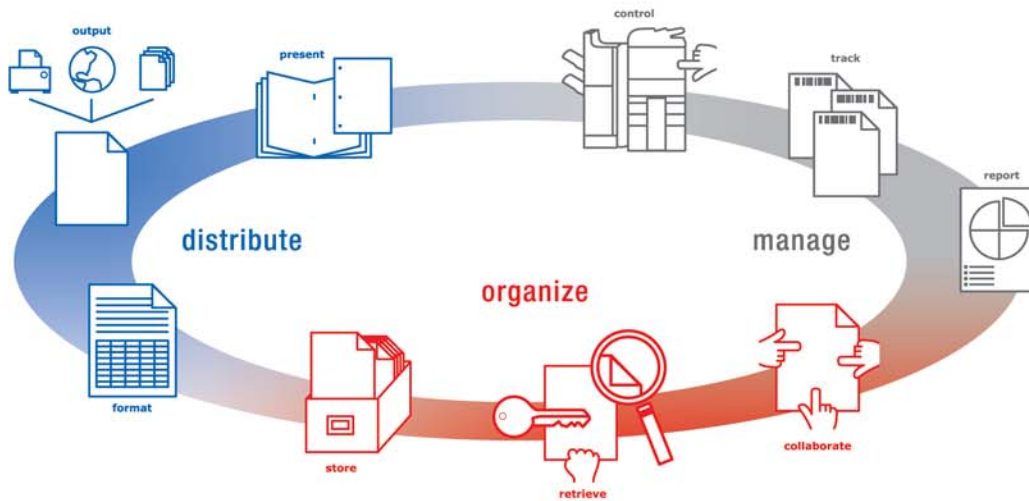 control
output
present
track
report
distribute
manage
organize
format
store
collaborate
retrieve